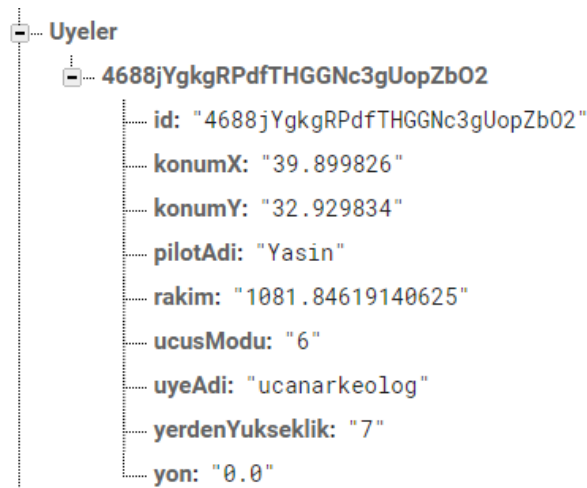 Uyeler
4688jYgkgRPdfTHGGNc3gUopZbO2
id: "4688jYgkgRPdfTHGGNc3gUopZbO2"
konumX: "39.899826"
konumY: "32.929834"
pilotAdi: "Yasin"
rakim: "1081.84619140625"
ucusModu: "6"
uyeAdi: "ucanarkeolog"
yerdenYukseklik: "7"
yon: "0.0"